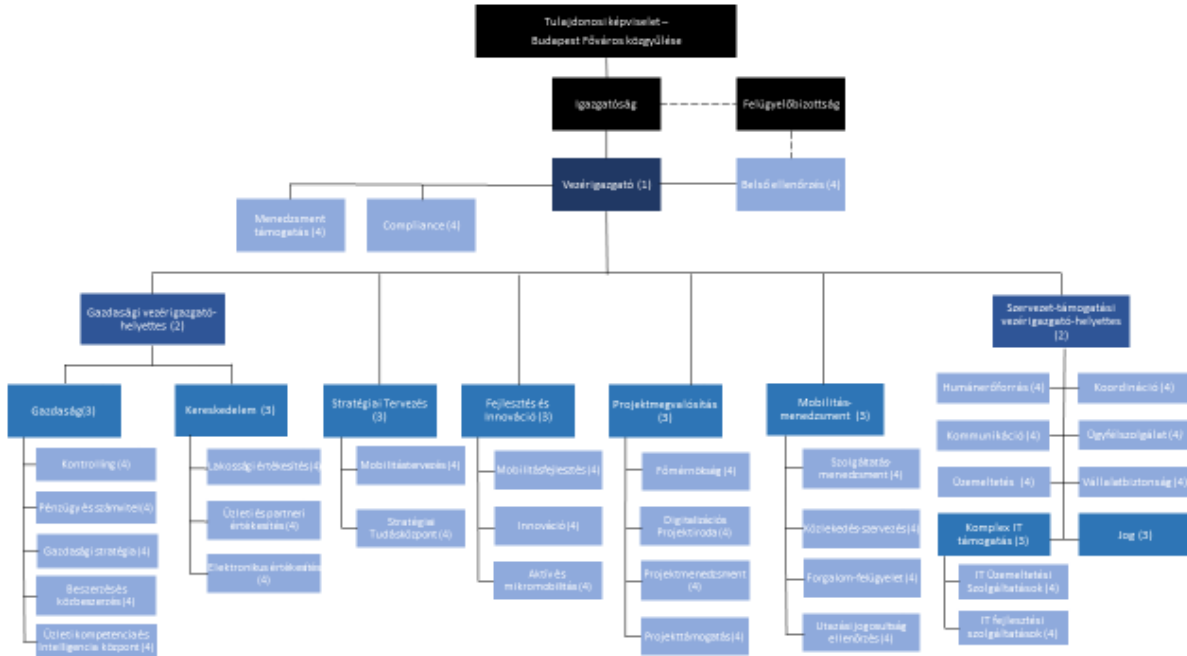 Tulajdonosi képviselet –
Budapest Főváros közgyűlése
Igazgatóság
Felügyelőbizottság
Vezérigazgató (1)
Belső ellenőrzés (4)
Menedzsment
támogatás (4)
Compliance (4)
Gazdasági vezérigazgató-
helyettes (2)
Szervezet-támogatási
vezérigazgató-helyettes
(2)
Gazdaság(3)
Kereskedelem (3)
Stratégiai Tervezés
(3)
Fejlesztés és
Innováció (3)
Projektmegvalósítás
(3)
Mobilitás-
menedzsment (3)
Kontrolling (4)
Pénzügy és számvitel(4)
Gazdasági stratégia (4)
Beszerzés és
közbeszerzés (4)
Üzleti kompetencia és
Intelligencia központ (4)
Lakossági értékesítés (4)
Üzleti és partneri
értékesítés (4)
Elektronikus értékesítés
(4)
Mobilitástervezés (4)
Stratégiai
Tudásközpont (4)
Mobilitásfejlesztés (4)
Innováció (4)
Aktív és
mikromobilitás (4)
Főmérnökség (4)
Digitalizációs
Projektiroda (4)
Projektmenedzsment
(4)
Projekttámogatás (4)
Szolgáltatás-
menedzsment (4)
Közlekedés-szervezés (4)
Forgalom-felügyelet (4)
Utazási jogosultság
ellenőrzés (4)
Humánerőforrás (4)
Koordináció (4)
Kommunikáció (4)
Ügyfélszolgálat (4)
Üzemeltetés (4)
Vállalatbiztonság (4)
Komplex IT
támogatás (3)
Jog (3)
IT Üzemeltetési
Szolgáltatások (4)
IT fejlesztési
szolgáltatások (4)